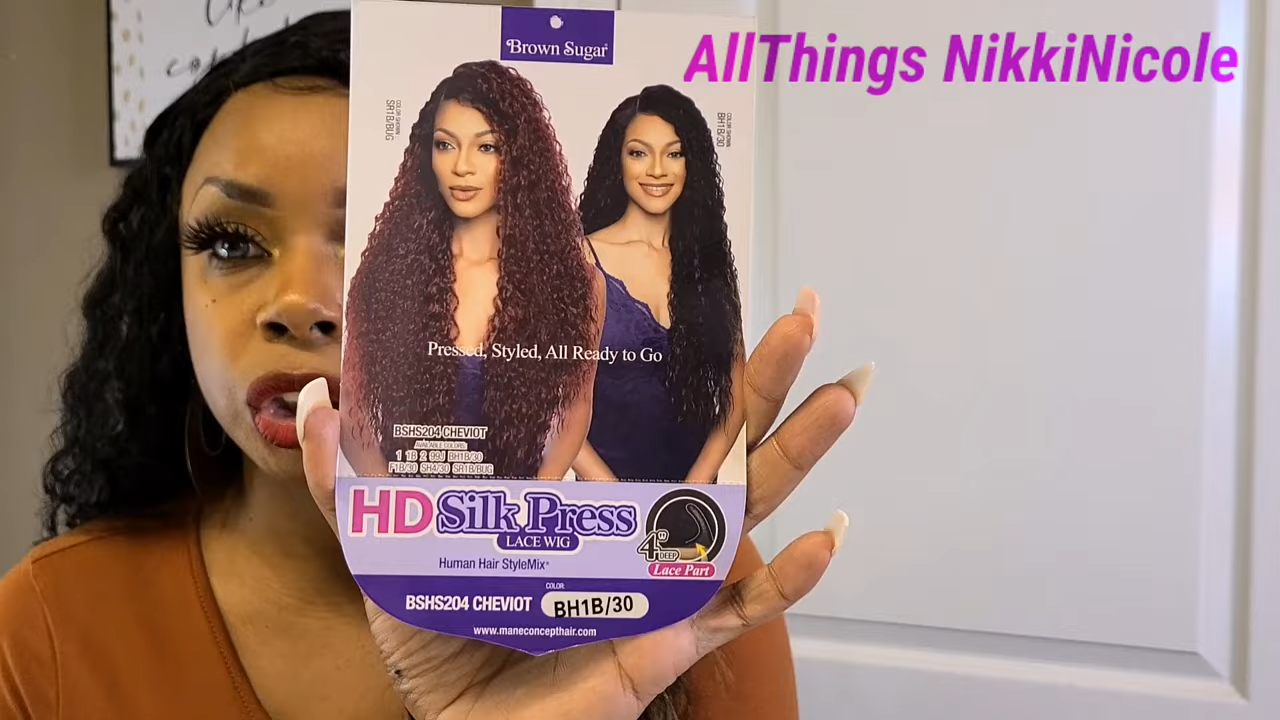 AllThings NikkiNicole
like
Brown Sugar
COLOR SHOWN
SR1B/BUG
COLOR SHOWN
BH1B/30
Pressed, Styled, All Ready to Go
BSHS204 CHEVIOT
AVAILABLE COLORS:
1 1B 2 99J BH1B/30
F1B/30 SH4/30 SR1B/BUG
HD Silk Press
LACE WIG
Human Hair StyleMix
4" DEEP
Lace Part
COLOR:
BSHS204 CHEVIOT BH1B/30
www.maneconcepthair.com